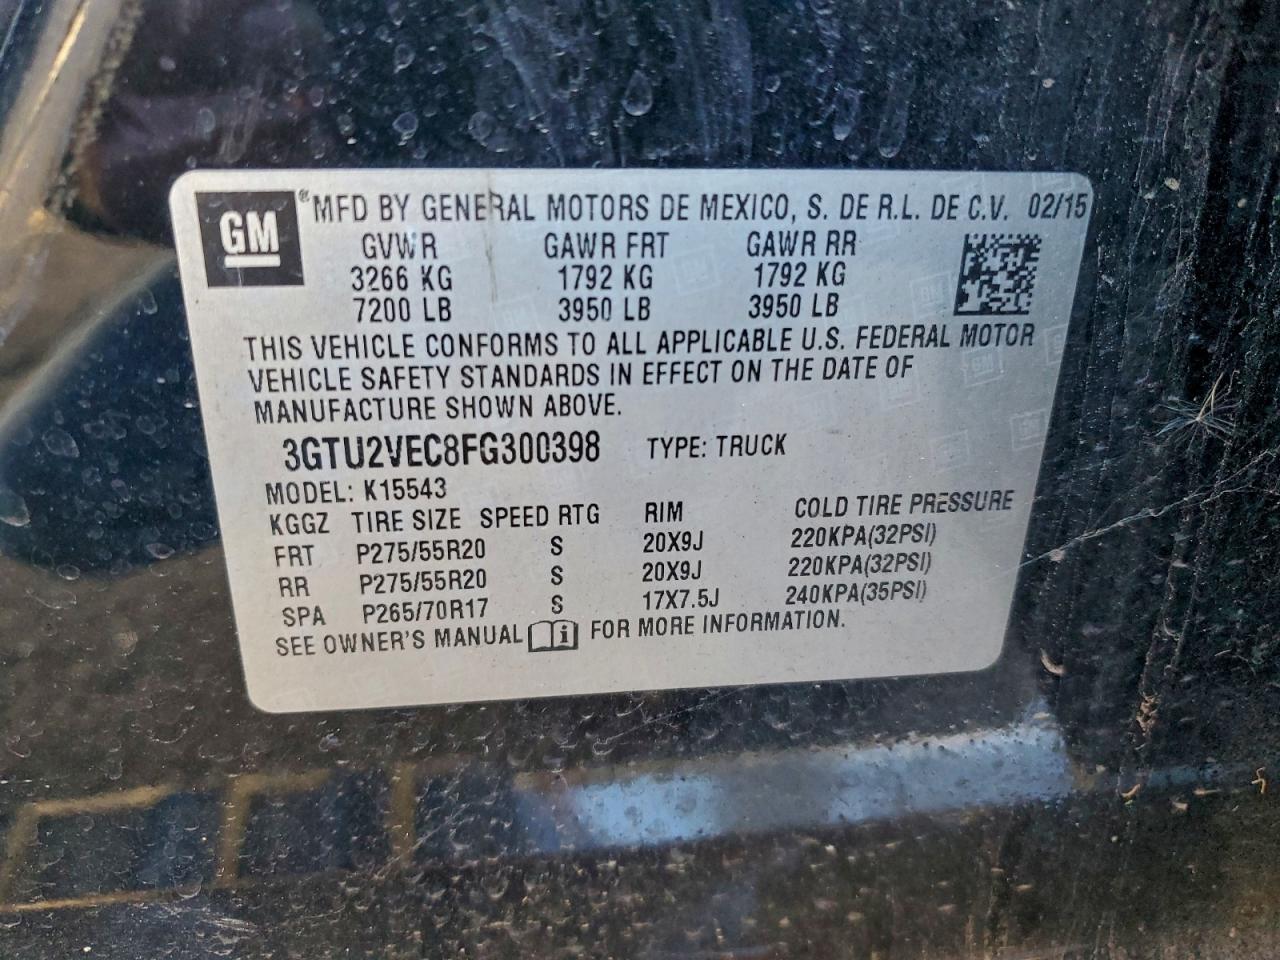 GM
® MFD BY GENERAL MOTORS DE MEXICO, S. DE R.L. DE C.V. 02/15
GVWR GAWR FRT GAWR RR
3266 KG 1792 KG 1792 KG
7200 LB 3950 LB 3950 LB
THIS VEHICLE CONFORMS TO ALL APPLICABLE U.S. FEDERAL MOTOR
VEHICLE SAFETY STANDARDS IN EFFECT ON THE DATE OF
MANUFACTURE SHOWN ABOVE.
3GTU2VEC8FG300398 TYPE: TRUCK
MODEL: K15543
KGGZ TIRE SIZE SPEED RTG RIM COLD TIRE PRESSURE
FRT P275/55R20 S 20X9J 220KPA(32PSI)
RR P275/55R20 S 20X9J 220KPA(32PSI)
SPA P265/70R17 S 17X7.5J 240KPA(35PSI)
SEE OWNER'S MANUAL i FOR MORE INFORMATION.